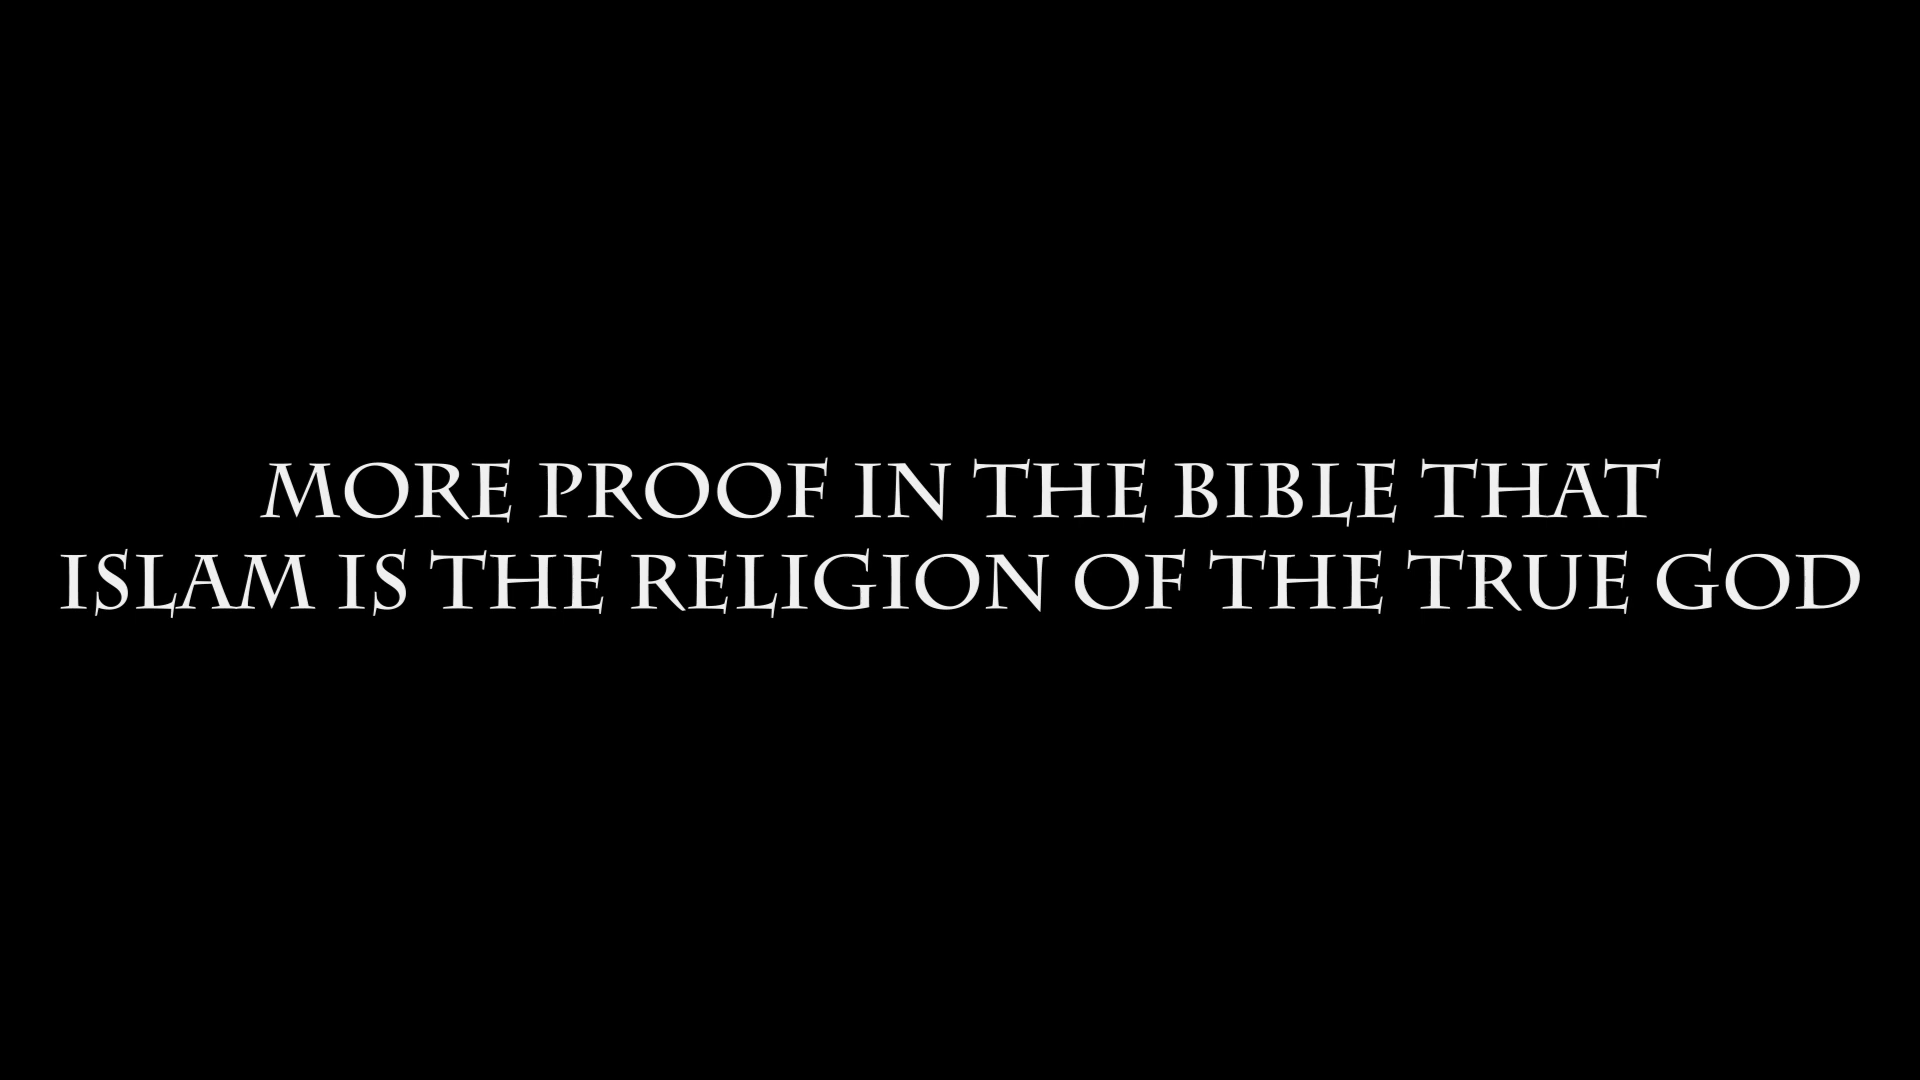 MORE PROOF IN THE BIBLE THAT
ISLAM IS THE RELIGION OF THE TRUE GOD